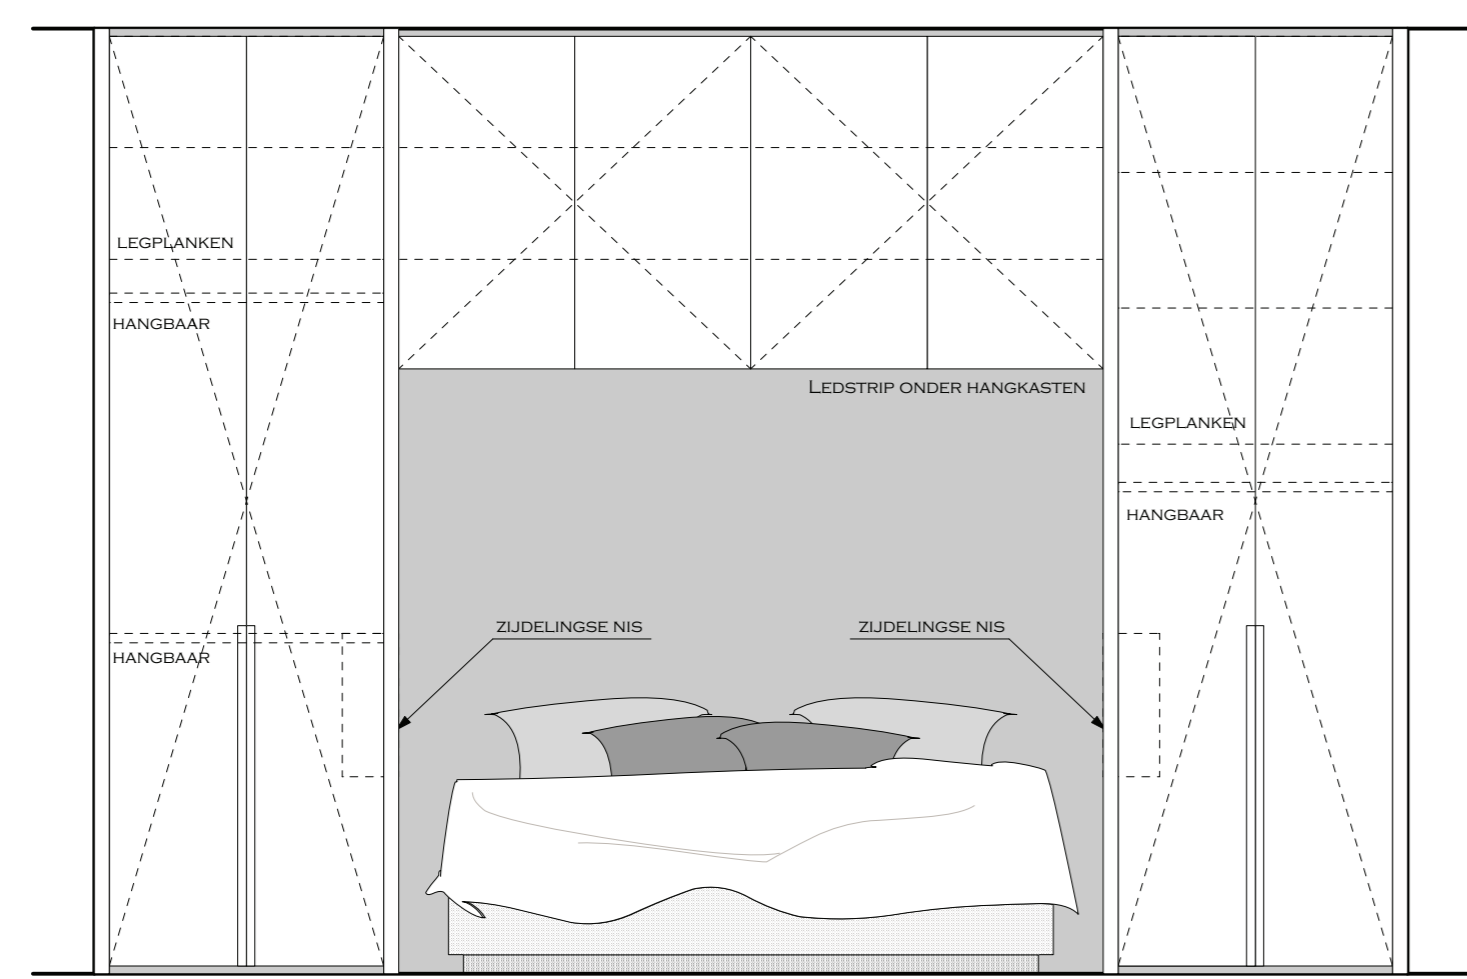 LEGPLANKEN
HANGBAAR
LEDSTRIP ONDER HANGKASTEN
LEGPLANKEN
HANGBAAR
ZIJDELINGSE NIS
ZIJDELINGSE NIS
HANGBAAR